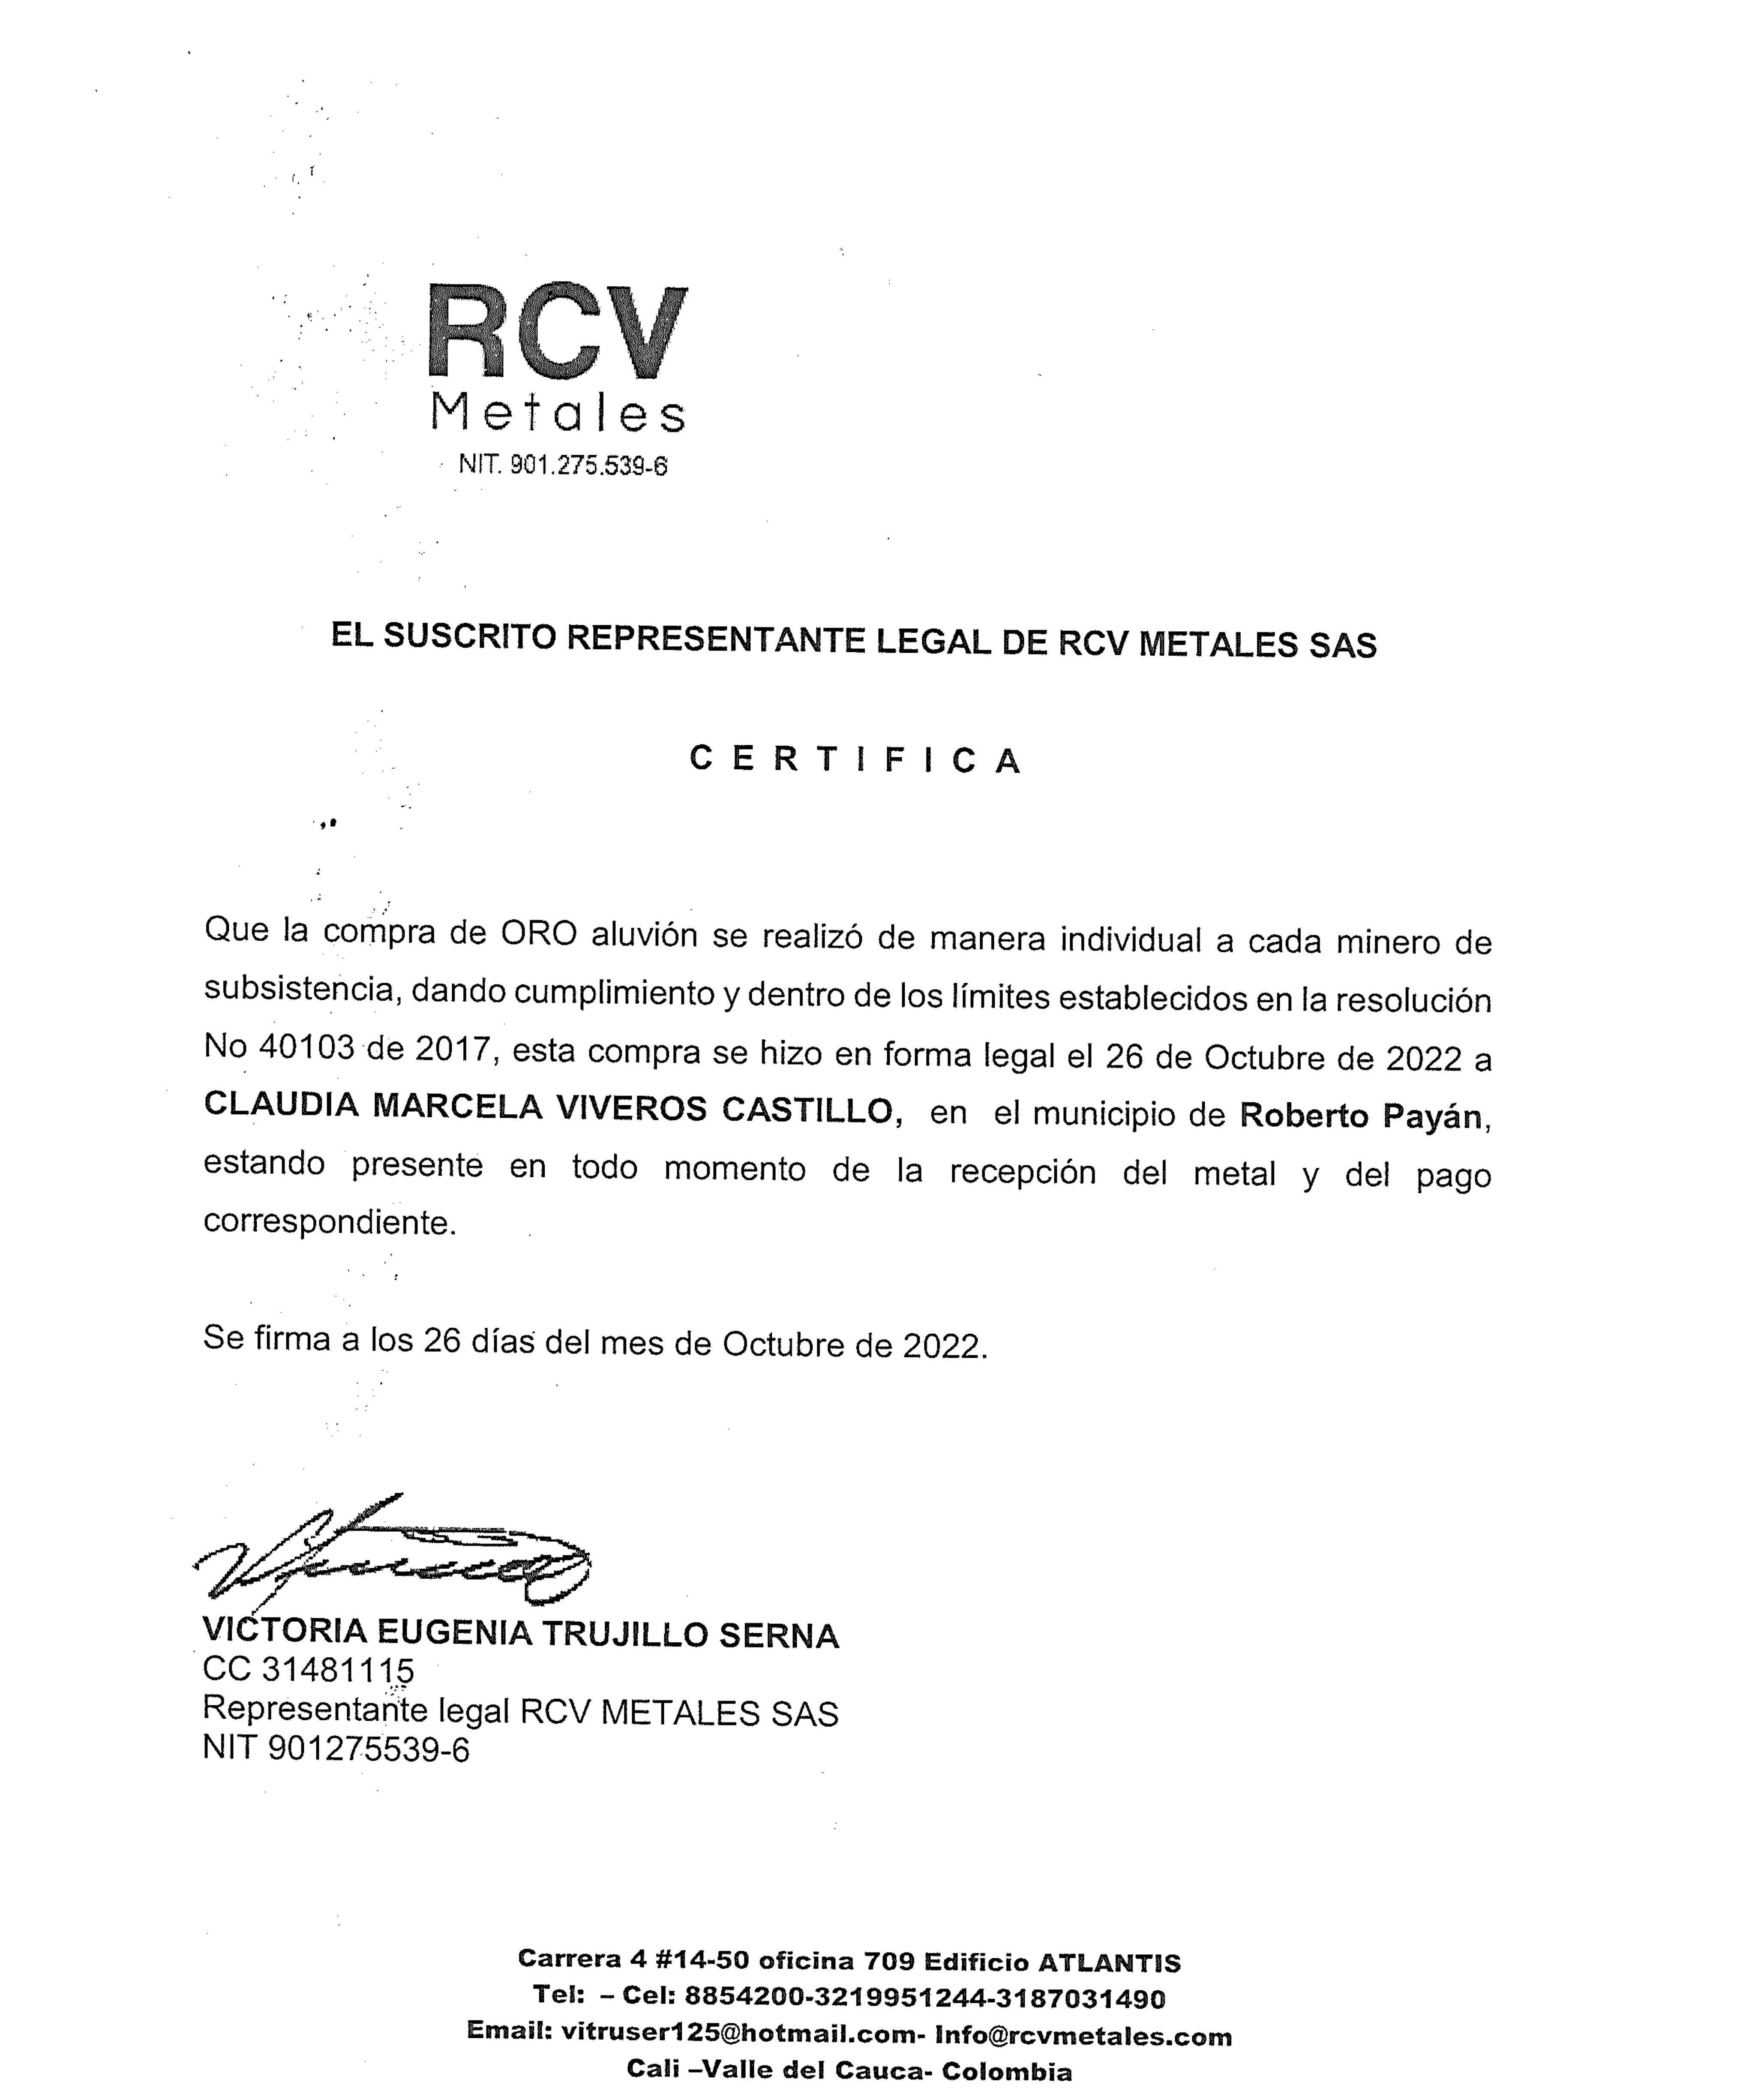 RCV
Metales
NIT. 901.275.539-6
EL SUSCRITO REPRESENTANTE LEGAL DE RCV METALES SAS
C E R T I F I C A
Que la compra de ORO aluvión se realizó de manera individual a cada minero de
subsistencia, dando cumplimiento y dentro de los límites establecidos en la resolución
No 40103 de 2017, esta compra se hizo en forma legal el 26 de Octubre de 2022 a
CLAUDIA MARCELA VIVEROS CASTILLO, en el municipio de Roberto Payán,
estando presente en todo momento de la recepción del metal y del pago
correspondiente.
Se firma a los 26 días del mes de Octubre de 2022.
VICTORIA EUGENIA TRUJILLO SERNA
CC 31481115
Representante legal RCV METALES SAS
NIT 901275539-6
Carrera 4 #14-50 oficina 709 Edificio ATLANTIS
Tel: – Cel: 8854200-3219951244-3187031490
Email: vitruser125@hotmail.com- Info@rcvmetales.com
Cali –Valle del Cauca- Colombia